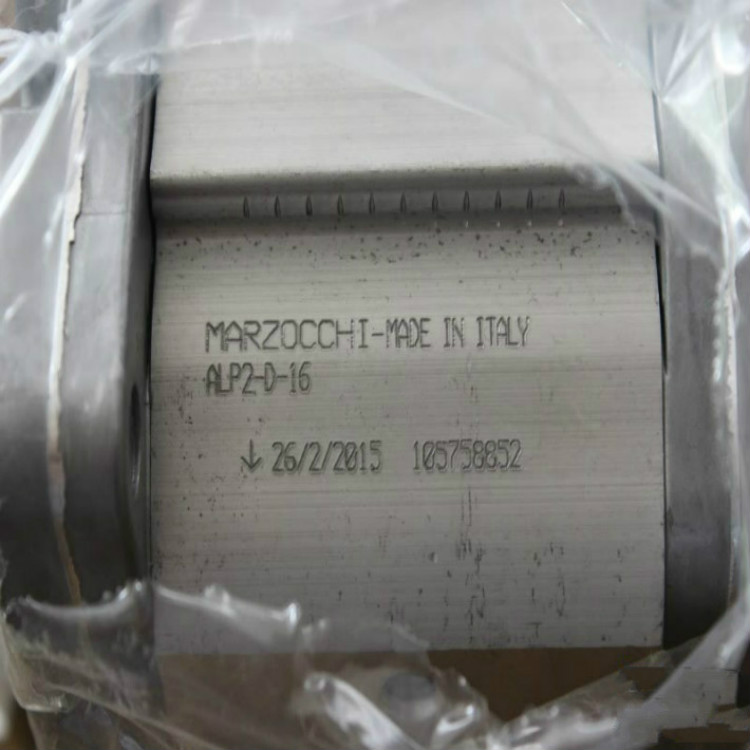 MARZOCCHI-MADE IN ITALY
ALP2-D-16
↓ 26/2/2015 105758852